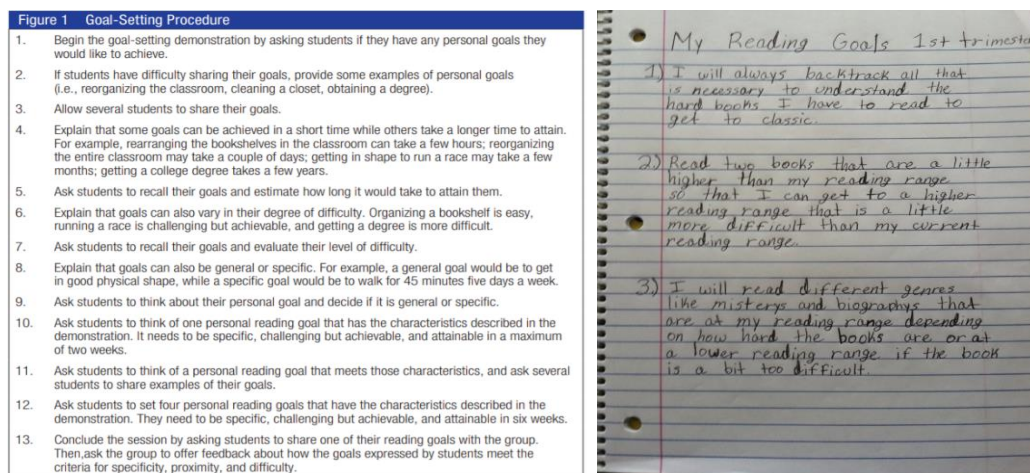 Figure 1 Goal-Setting Procedure
1. Begin the goal-setting demonstration by asking students if they have any personal goals they
would like to achieve.
2. If students have difficulty sharing their goals, provide some examples of personal goals
(i.e., reorganizing the classroom, cleaning a closet, obtaining a degree).
3. Allow several students to share their goals.
4. Explain that some goals can be achieved in a short time while others take a longer time to attain.
For example, rearranging the bookshelves in the classroom can take a few hours; reorganizing
the entire classroom may take a couple of days; getting in shape to run a race may take a few
months; getting a college degree takes a few years.
5. Ask students to recall their goals and estimate how long it would take to attain them.
6. Explain that goals can also vary in their degree of difficulty. Organizing a bookshelf is easy,
running a race is challenging but achievable, and getting a degree is more difficult.
7. Ask students to recall their goals and evaluate their level of difficulty.
8. Explain that goals can also be general or specific. For example, a general goal would be to get
in good physical shape, while a specific goal would be to walk for 45 minutes five days a week.
9. Ask students to think about their personal goal and decide if it is general or specific.
10. Ask students to think of one personal reading goal that has the characteristics described in the
demonstration. It needs to be specific, challenging but achievable, and attainable in a maximum
of two weeks.
11. Ask students to think of a personal reading goal that meets those characteristics, and ask several
students to share examples of their goals.
12. Ask students to set four personal reading goals that have the characteristics described in the
demonstration. They need to be specific, challenging but achievable, and attainable in six weeks.
13. Conclude the session by asking students to share one of their reading goals with the group.
Then,ask the group to offer feedback about how the goals expressed by students meet the
criteria for specificity, proximity, and difficulty.
My Reading Goals 1st trimeste
1) I will always backtrack all that
is necessary to understand the
hard books I have to read to
get to classic.
2) Read two books that are a little
higher than my reading range
so that I can get to a higher
reading range that is a little
more difficult than my current
reading range.
3) I will read different genres
like misterys and biographys that
are at my reading range depending
on how hard the books are or at
a lower reading range if the book
is a bit too difficult.